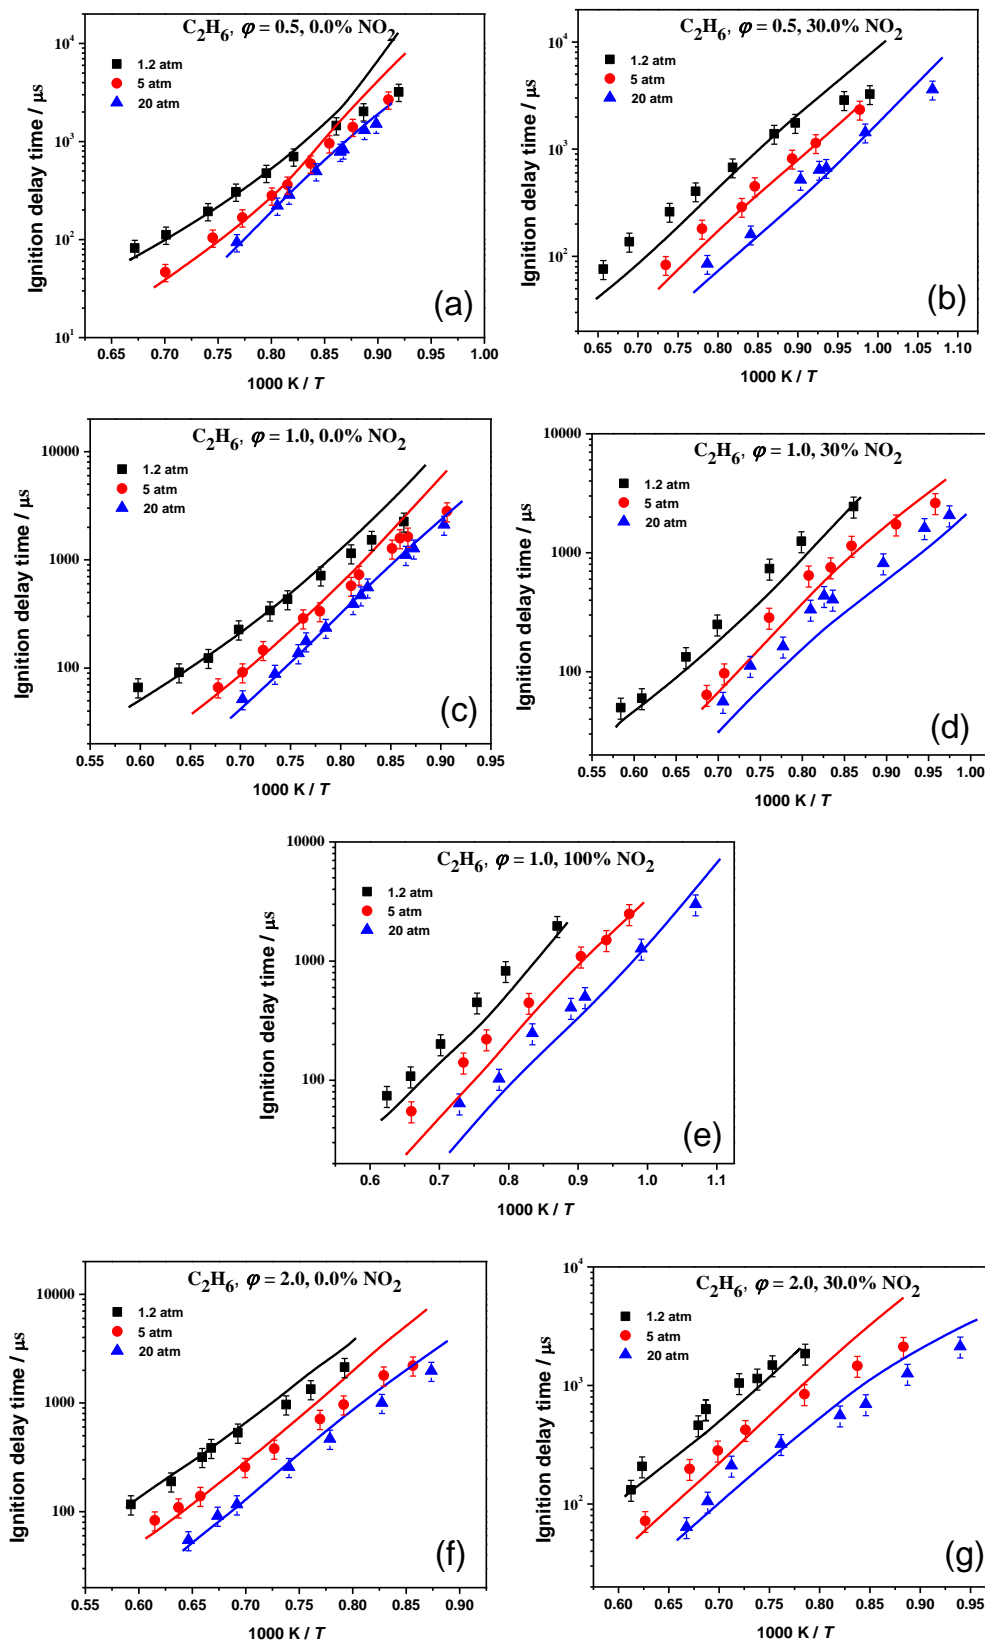 C2H6, φ = 0.5, 0.0% NO2
1.2 atm
5 atm
20 atm
Ignition delay time / μs
10^4
10^3
10^2
10^1
0.65 0.70 0.75 0.80 0.85 0.90 0.95 1.00
1000 K / T
(a)
C2H6, φ = 0.5, 30.0% NO2
1.2 atm
5 atm
20 atm
Ignition delay time / μs
10^4
10^3
10^2
0.65 0.70 0.75 0.80 0.85 0.90 0.95 1.00 1.05 1.10
1000 K / T
(b)
C2H6, φ = 1.0, 0.0% NO2
1.2 atm
5 atm
20 atm
Ignition delay time / μs
10000
1000
100
0.55 0.60 0.65 0.70 0.75 0.80 0.85 0.90 0.95
1000 K / T
(c)
C2H6, φ = 1.0, 30% NO2
1.2 atm
5 atm
20 atm
Ignition delay time / μs
10000
1000
100
0.55 0.60 0.65 0.70 0.75 0.80 0.85 0.90 0.95 1.00
1000 K / T
(d)
C2H6, φ = 1.0, 100% NO2
1.2 atm
5 atm
20 atm
Ignition delay time / μs
10000
1000
100
0.6 0.7 0.8 0.9 1.0 1.1
1000 K / T
(e)
C2H6, φ = 2.0, 0.0% NO2
1.2 atm
5 atm
20 atm
Ignition delay time / μs
10000
1000
100
0.55 0.60 0.65 0.70 0.75 0.80 0.85 0.90
1000 K / T
(f)
C2H6, φ = 2.0, 30.0% NO2
1.2 atm
5 atm
20 atm
Ignition delay time / μs
10^4
10^3
10^2
0.60 0.65 0.70 0.75 0.80 0.85 0.90 0.95
1000 K / T
(g)